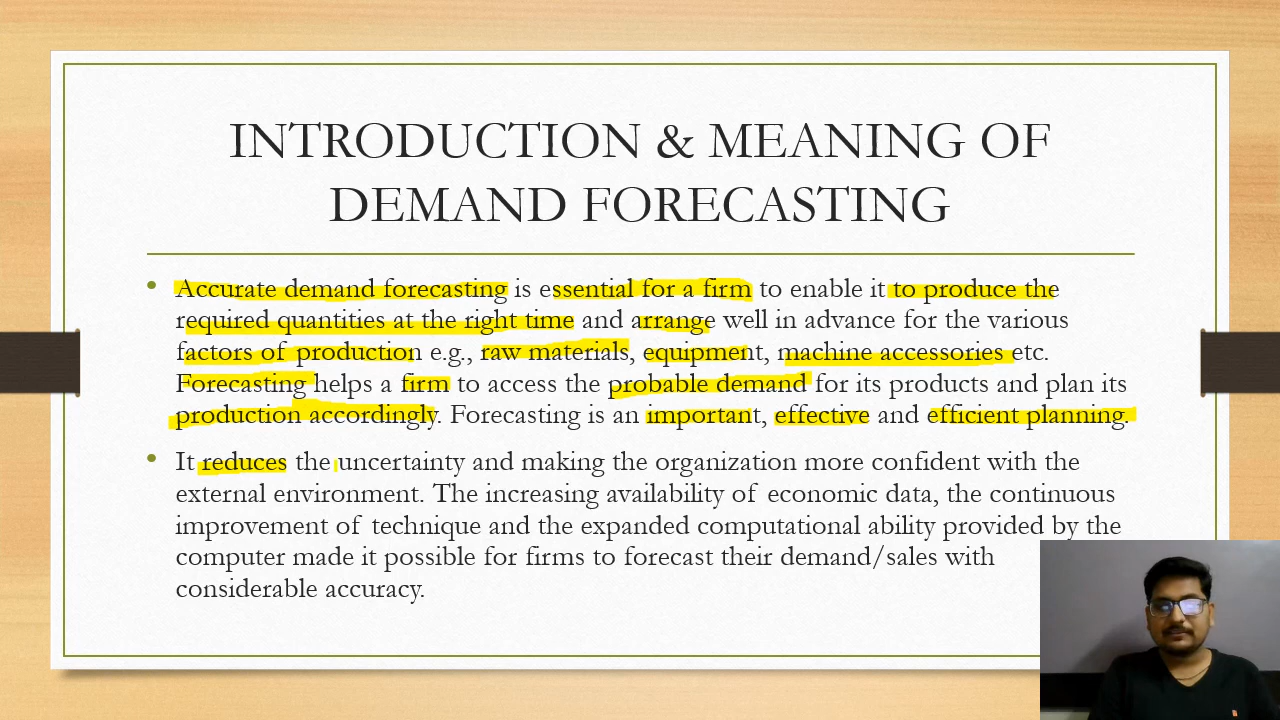 INTRODUCTION & MEANING OF
DEMAND FORECASTING
• Accurate demand forecasting is essential for a firm to enable it to produce the
required quantities at the right time and arrange well in advance for the various
factors of production e.g., raw materials, equipment, machine accessories etc.
Forecasting helps a firm to access the probable demand for its products and plan its
production accordingly. Forecasting is an important, effective and efficient planning.
• It reduces the uncertainty and making the organization more confident with the
external environment. The increasing availability of economic data, the continuous
improvement of technique and the expanded computational ability provided by the
computer made it possible for firms to forecast their demand/sales with
considerable accuracy.